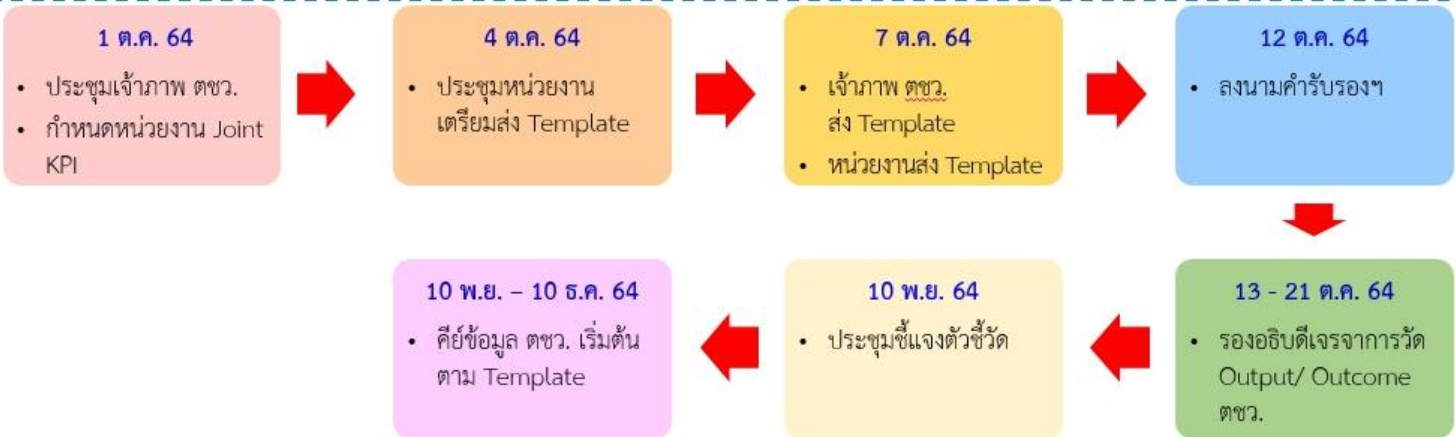 1 ต.ค. 64
• ประชุมเจ้าภาพ ตชว.
• กำหนดหน่วยงาน Joint
KPI
4 ต.ค. 64
• ประชุมหน่วยงาน
เตรียมส่ง Template
7 ต.ค. 64
• เจ้าภาพ ตชว.
ส่ง Template
• หน่วยงานส่ง Template
12 ต.ค. 64
• ลงนามคำรับรองฯ
13 - 21 ต.ค. 64
• รองอธิบดีเจรจาการวัด
Output/ Outcome
ตชว.
10 พ.ย. 64
• ประชุมชี้แจงตัวชี้วัด
10 พ.ย. – 10 ธ.ค. 64
• คีย์ข้อมูล ตชว. เริ่มต้น
ตาม Template